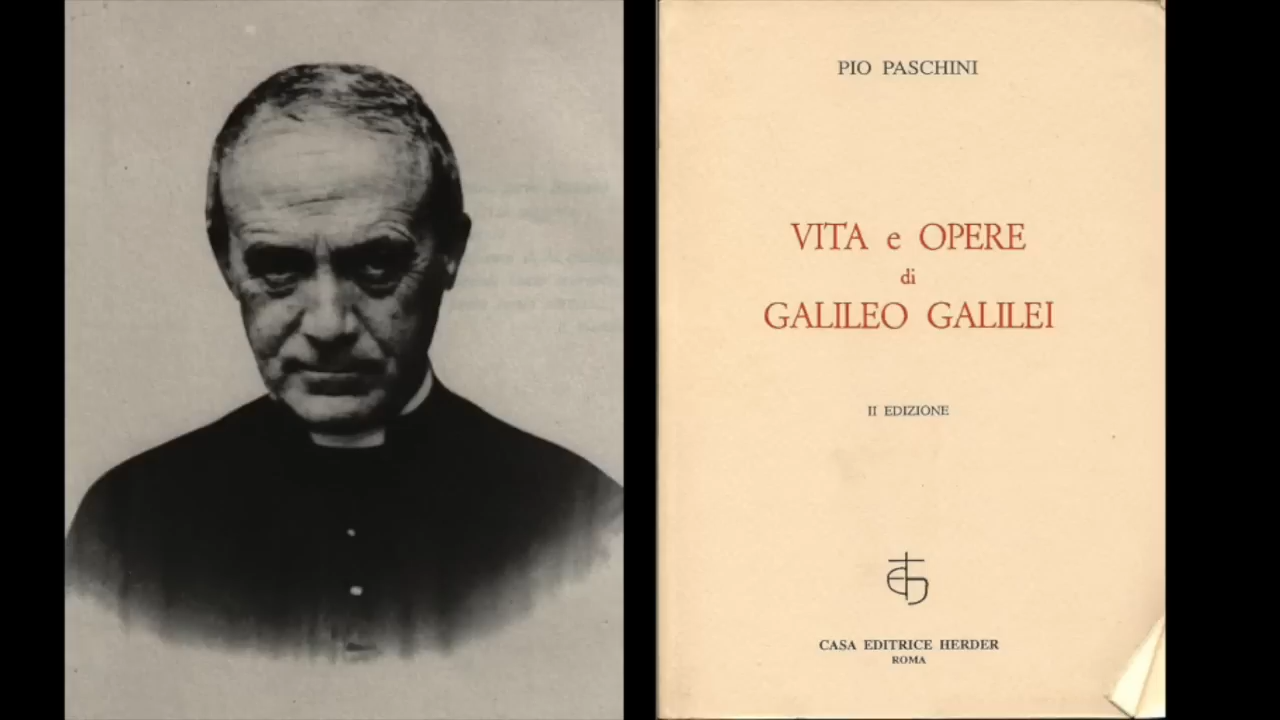 PIO PASCHINI
VITA e OPERE
di
GALILEO GALILEI
II EDIZIONE
CASA EDITRICE HERDER
ROMA